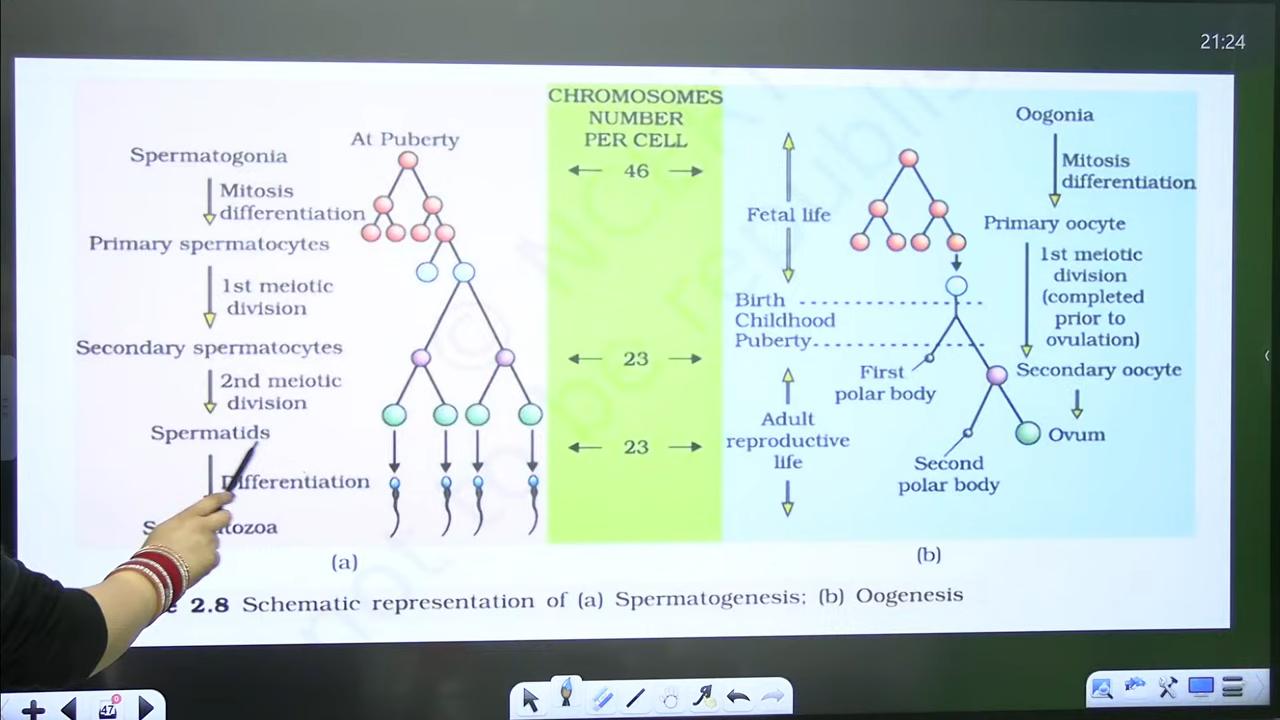 21:24
At Puberty
Spermatogonia
Mitosis
differentiation
Primary spermatocytes
1st meiotic
division
Secondary spermatocytes
2nd meiotic
division
Spermatids
Differentiation
(a)
CHROMOSOMES
NUMBER
PER CELL
46
23
23
Fetal life
Birth
Childhood
Puberty
Adult
reproductive
life
First
polar body
Second
polar body
Oogonia
Mitosis
differentiation
Primary oocyte
1st meiotic
division
(completed
prior to
ovulation)
Secondary oocyte
Ovum
(b)
2.8 Schematic representation of (a) Spermatogenesis; (b) Oogenesis
47